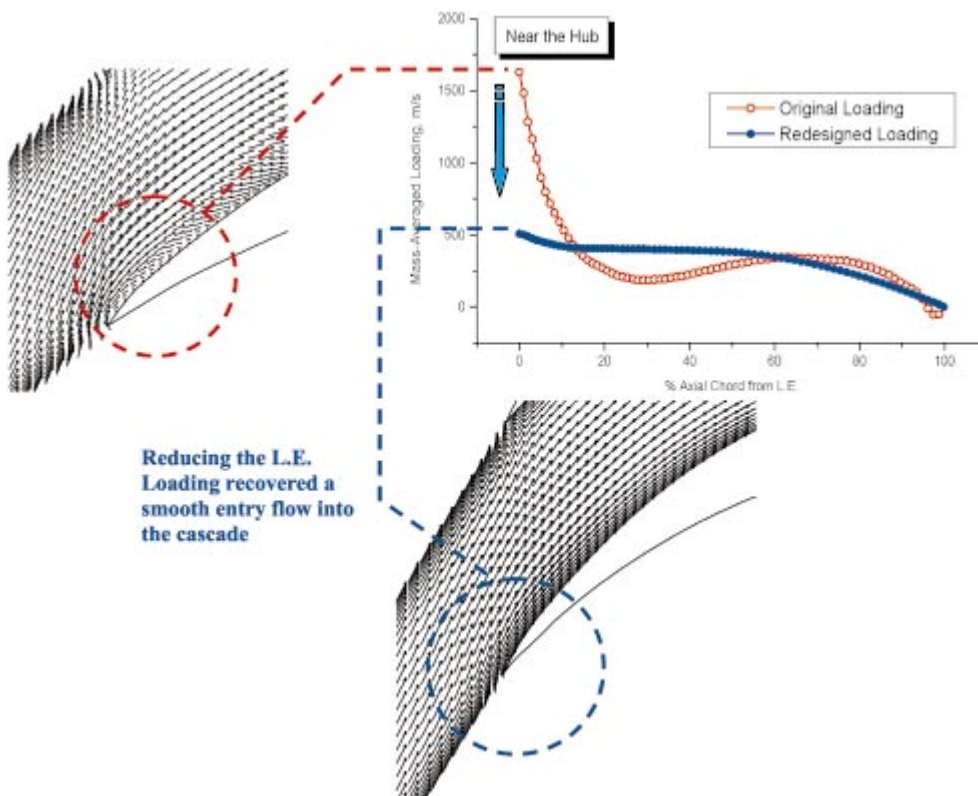 2000
Near the Hub
1500
1000
500
0
Mass-Averaged Loading, m/s
Original Loading
Redesigned Loading
0
20
40
60
80
100
% Axial Chord from L.E.
Reducing the L.E.
Loading recovered a
smooth entry flow into
the cascade